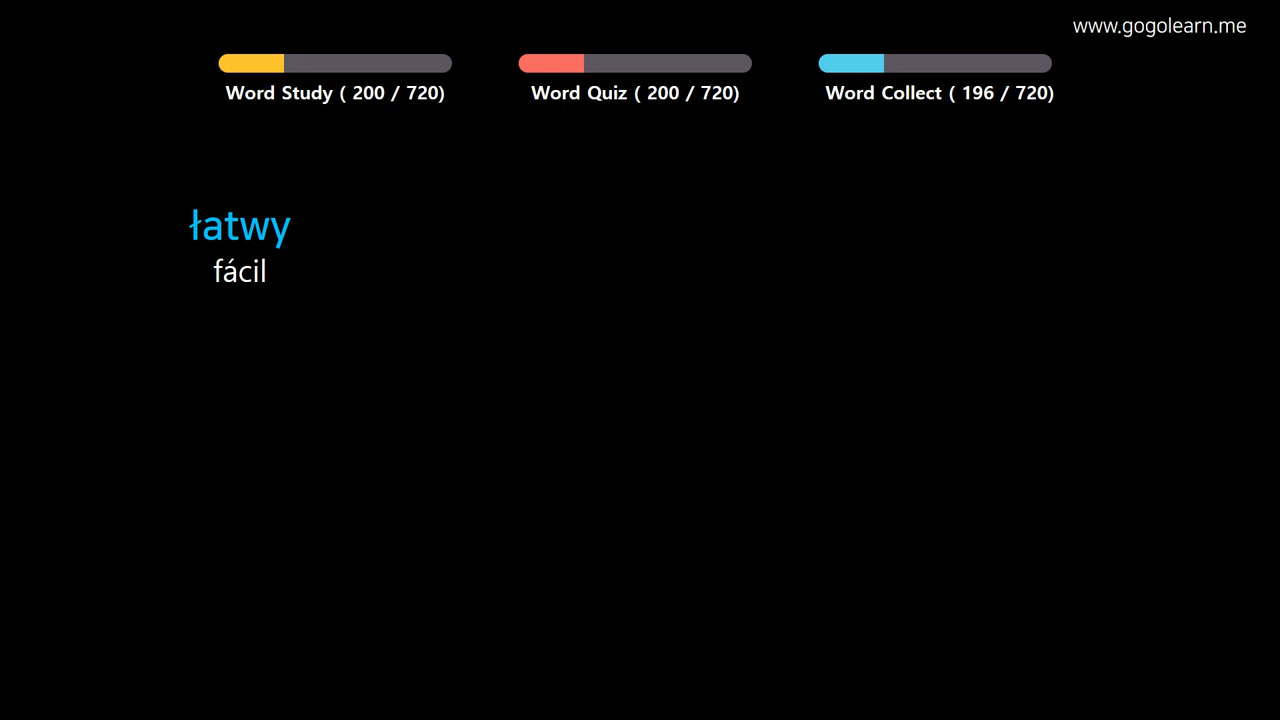 www.gogolearn.me
Word Study ( 200 / 720)
Word Quiz ( 200 / 720)
Word Collect ( 196 / 720)
łatwy
fácil